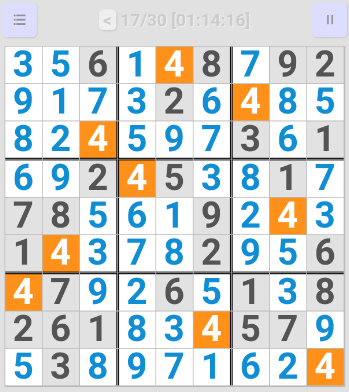 < 17/30 [01:14:16]
3 5 6 1 4 8 7 9 2
9 1 7 3 2 6 4 8 5
8 2 4 5 9 7 3 6 1
6 9 2 4 5 3 8 1 7
7 8 5 6 1 9 2 4 3
1 4 3 7 8 2 9 5 6
4 7 9 2 6 5 1 3 8
2 6 1 8 3 4 5 7 9
5 3 8 9 7 1 6 2 4